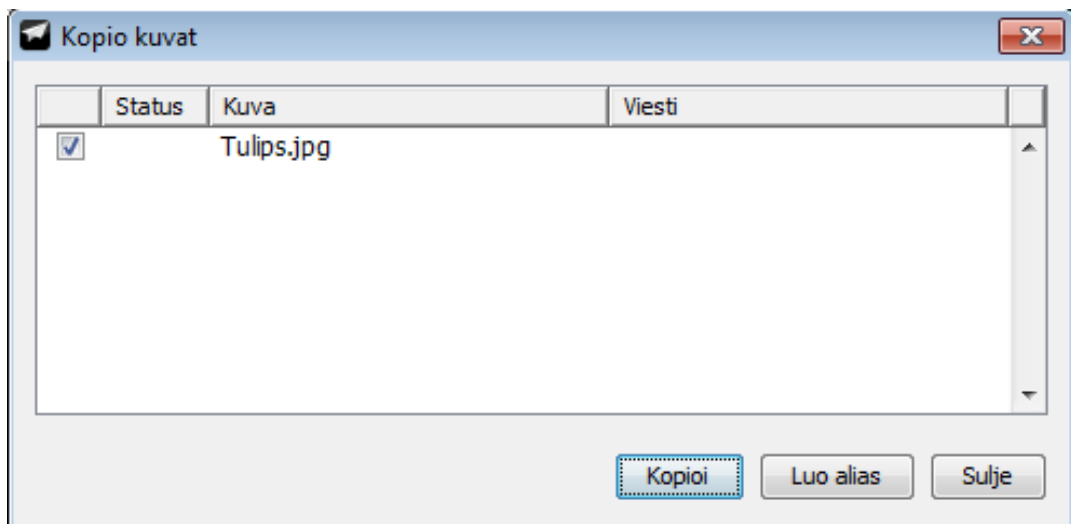 Kopio kuvat
Status Kuva Viesti
Tulips.jpg
Kopioi Luo alias Sulje